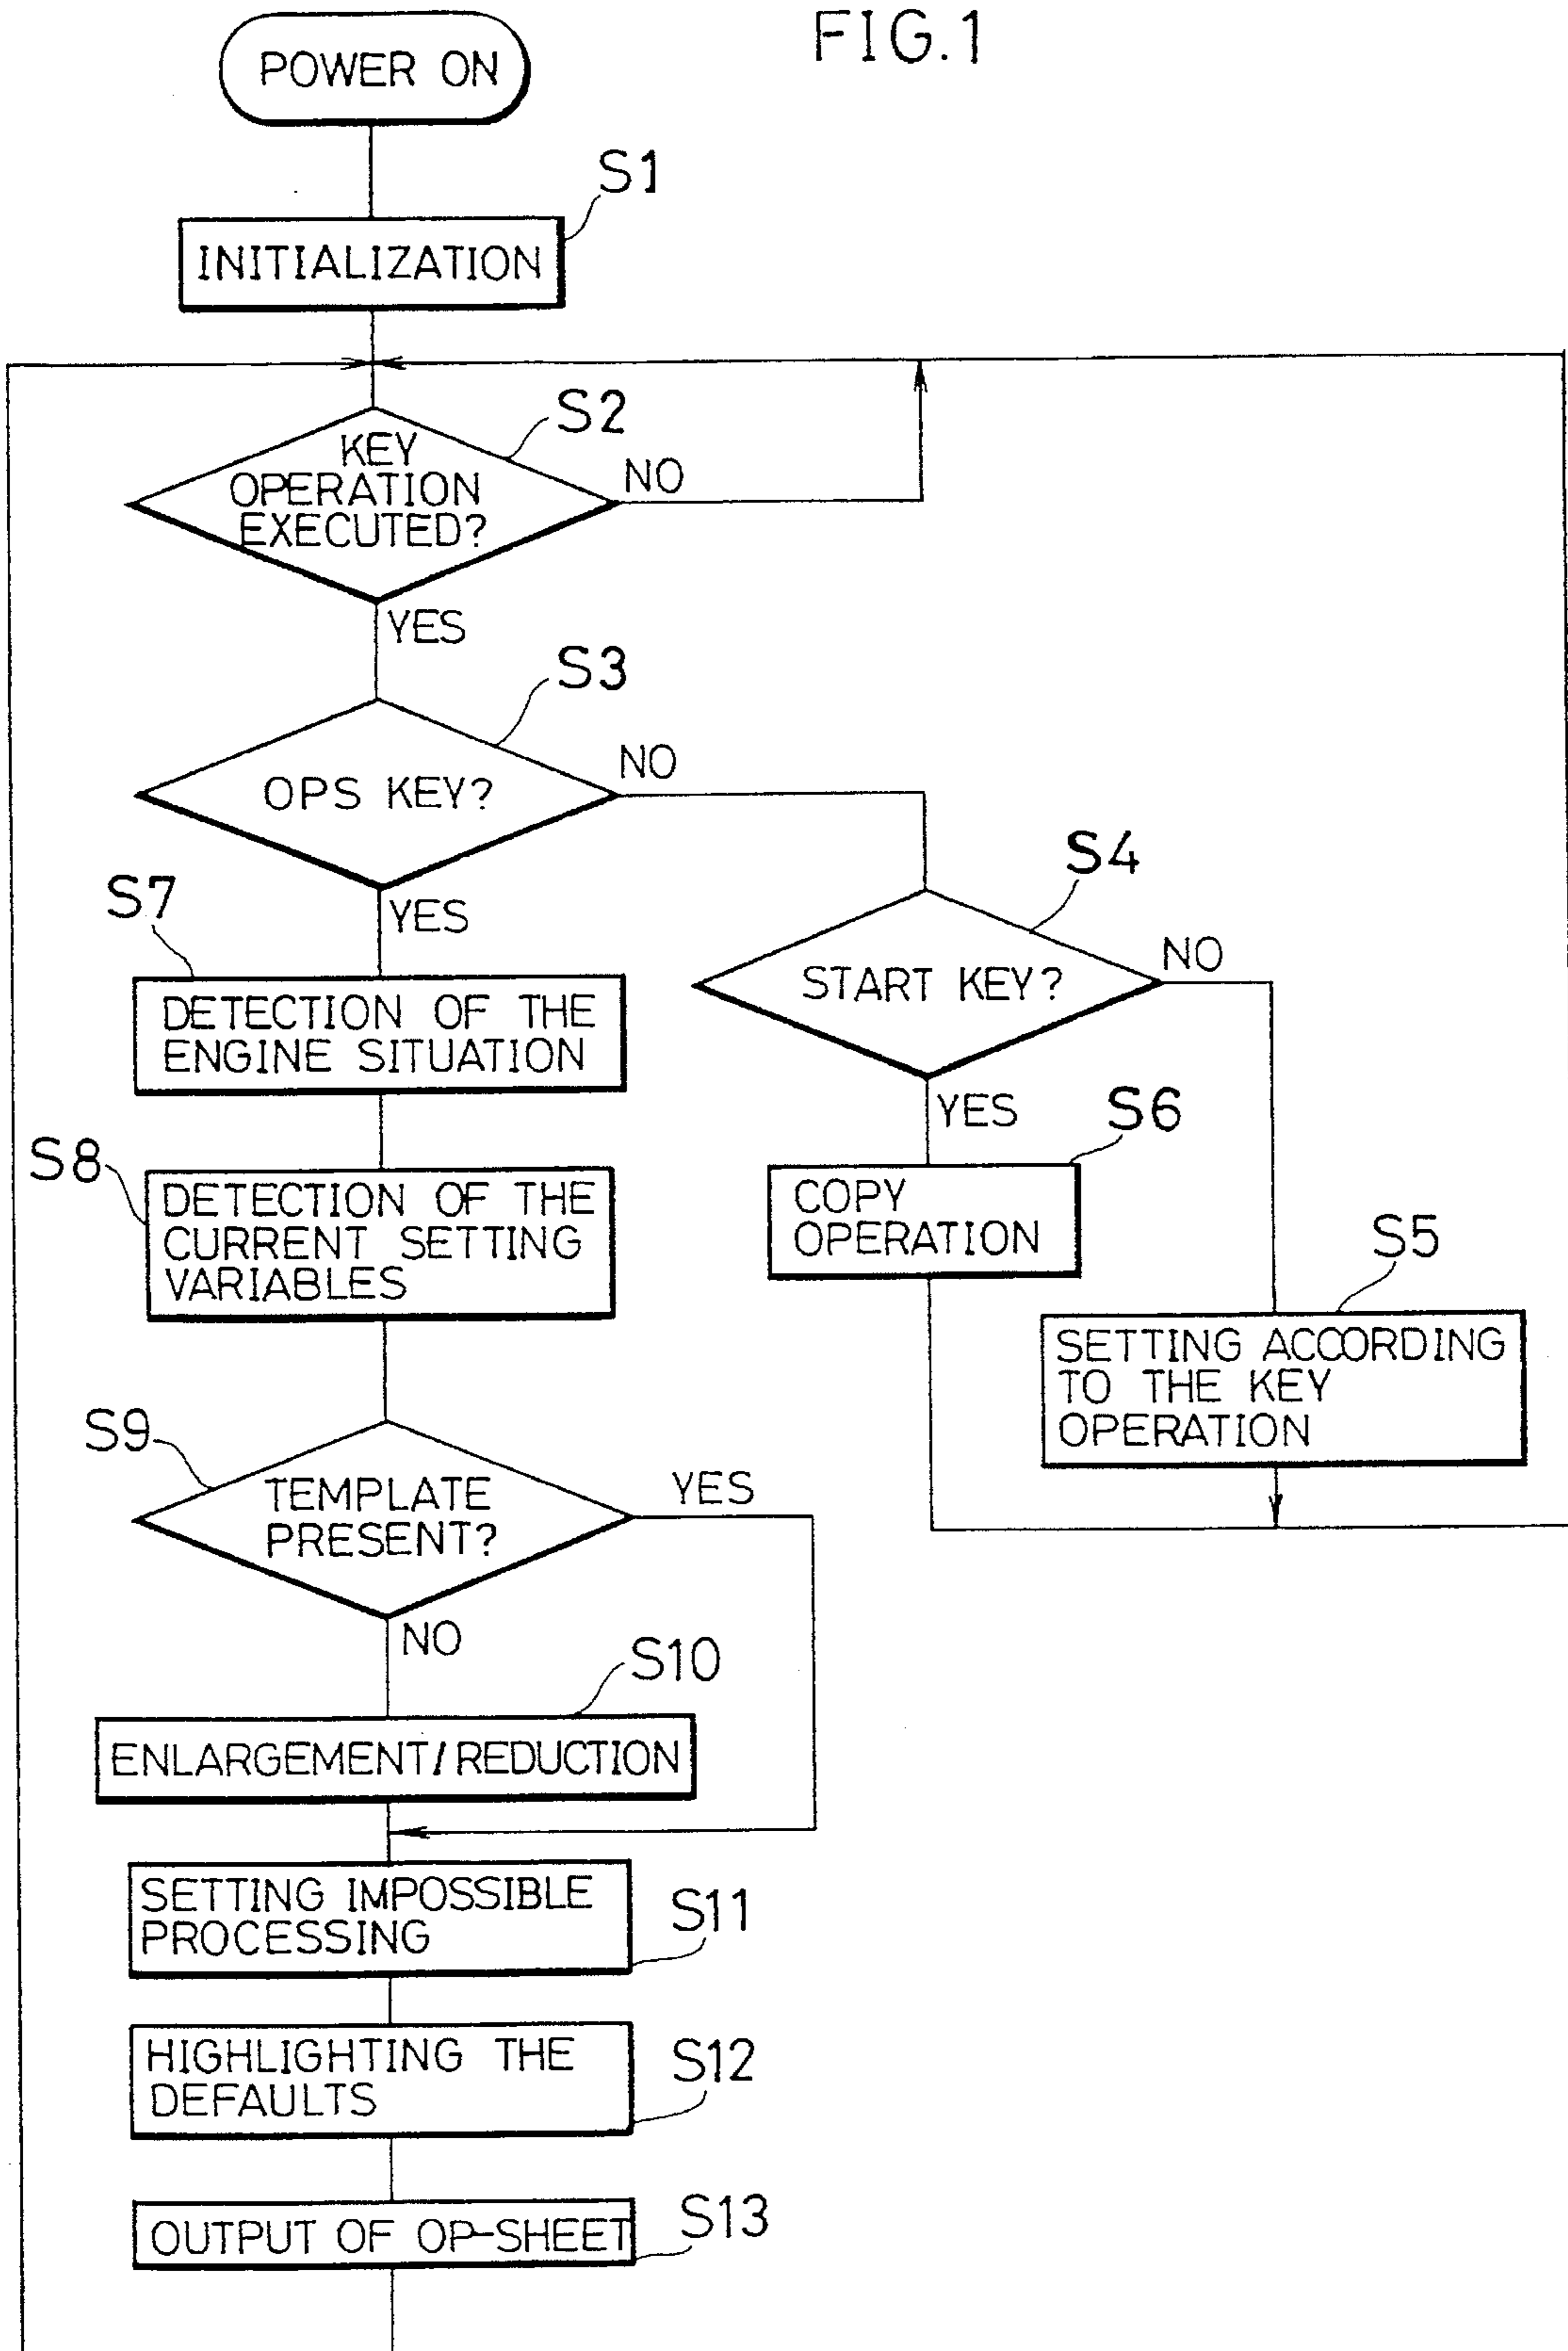 FIG.1
POWER ON
S1
INITIALIZATION
S2
KEY
OPERATION
EXECUTED?
NO
YES
S3
OPS KEY?
NO
YES
S4
START KEY?
NO
YES
S7
DETECTION OF THE
ENGINE SITUATION
S6
COPY
OPERATION
S8
DETECTION OF THE
CURRENT SETTING
VARIABLES
S5
SETTING ACCORDING
TO THE KEY
OPERATION
S9
TEMPLATE
PRESENT?
YES
NO
S10
ENLARGEMENT/REDUCTION
SETTING IMPOSSIBLE
PROCESSING
S11
HIGHLIGHTING THE
DEFAULTS
S12
OUTPUT OF OP-SHEET
S13